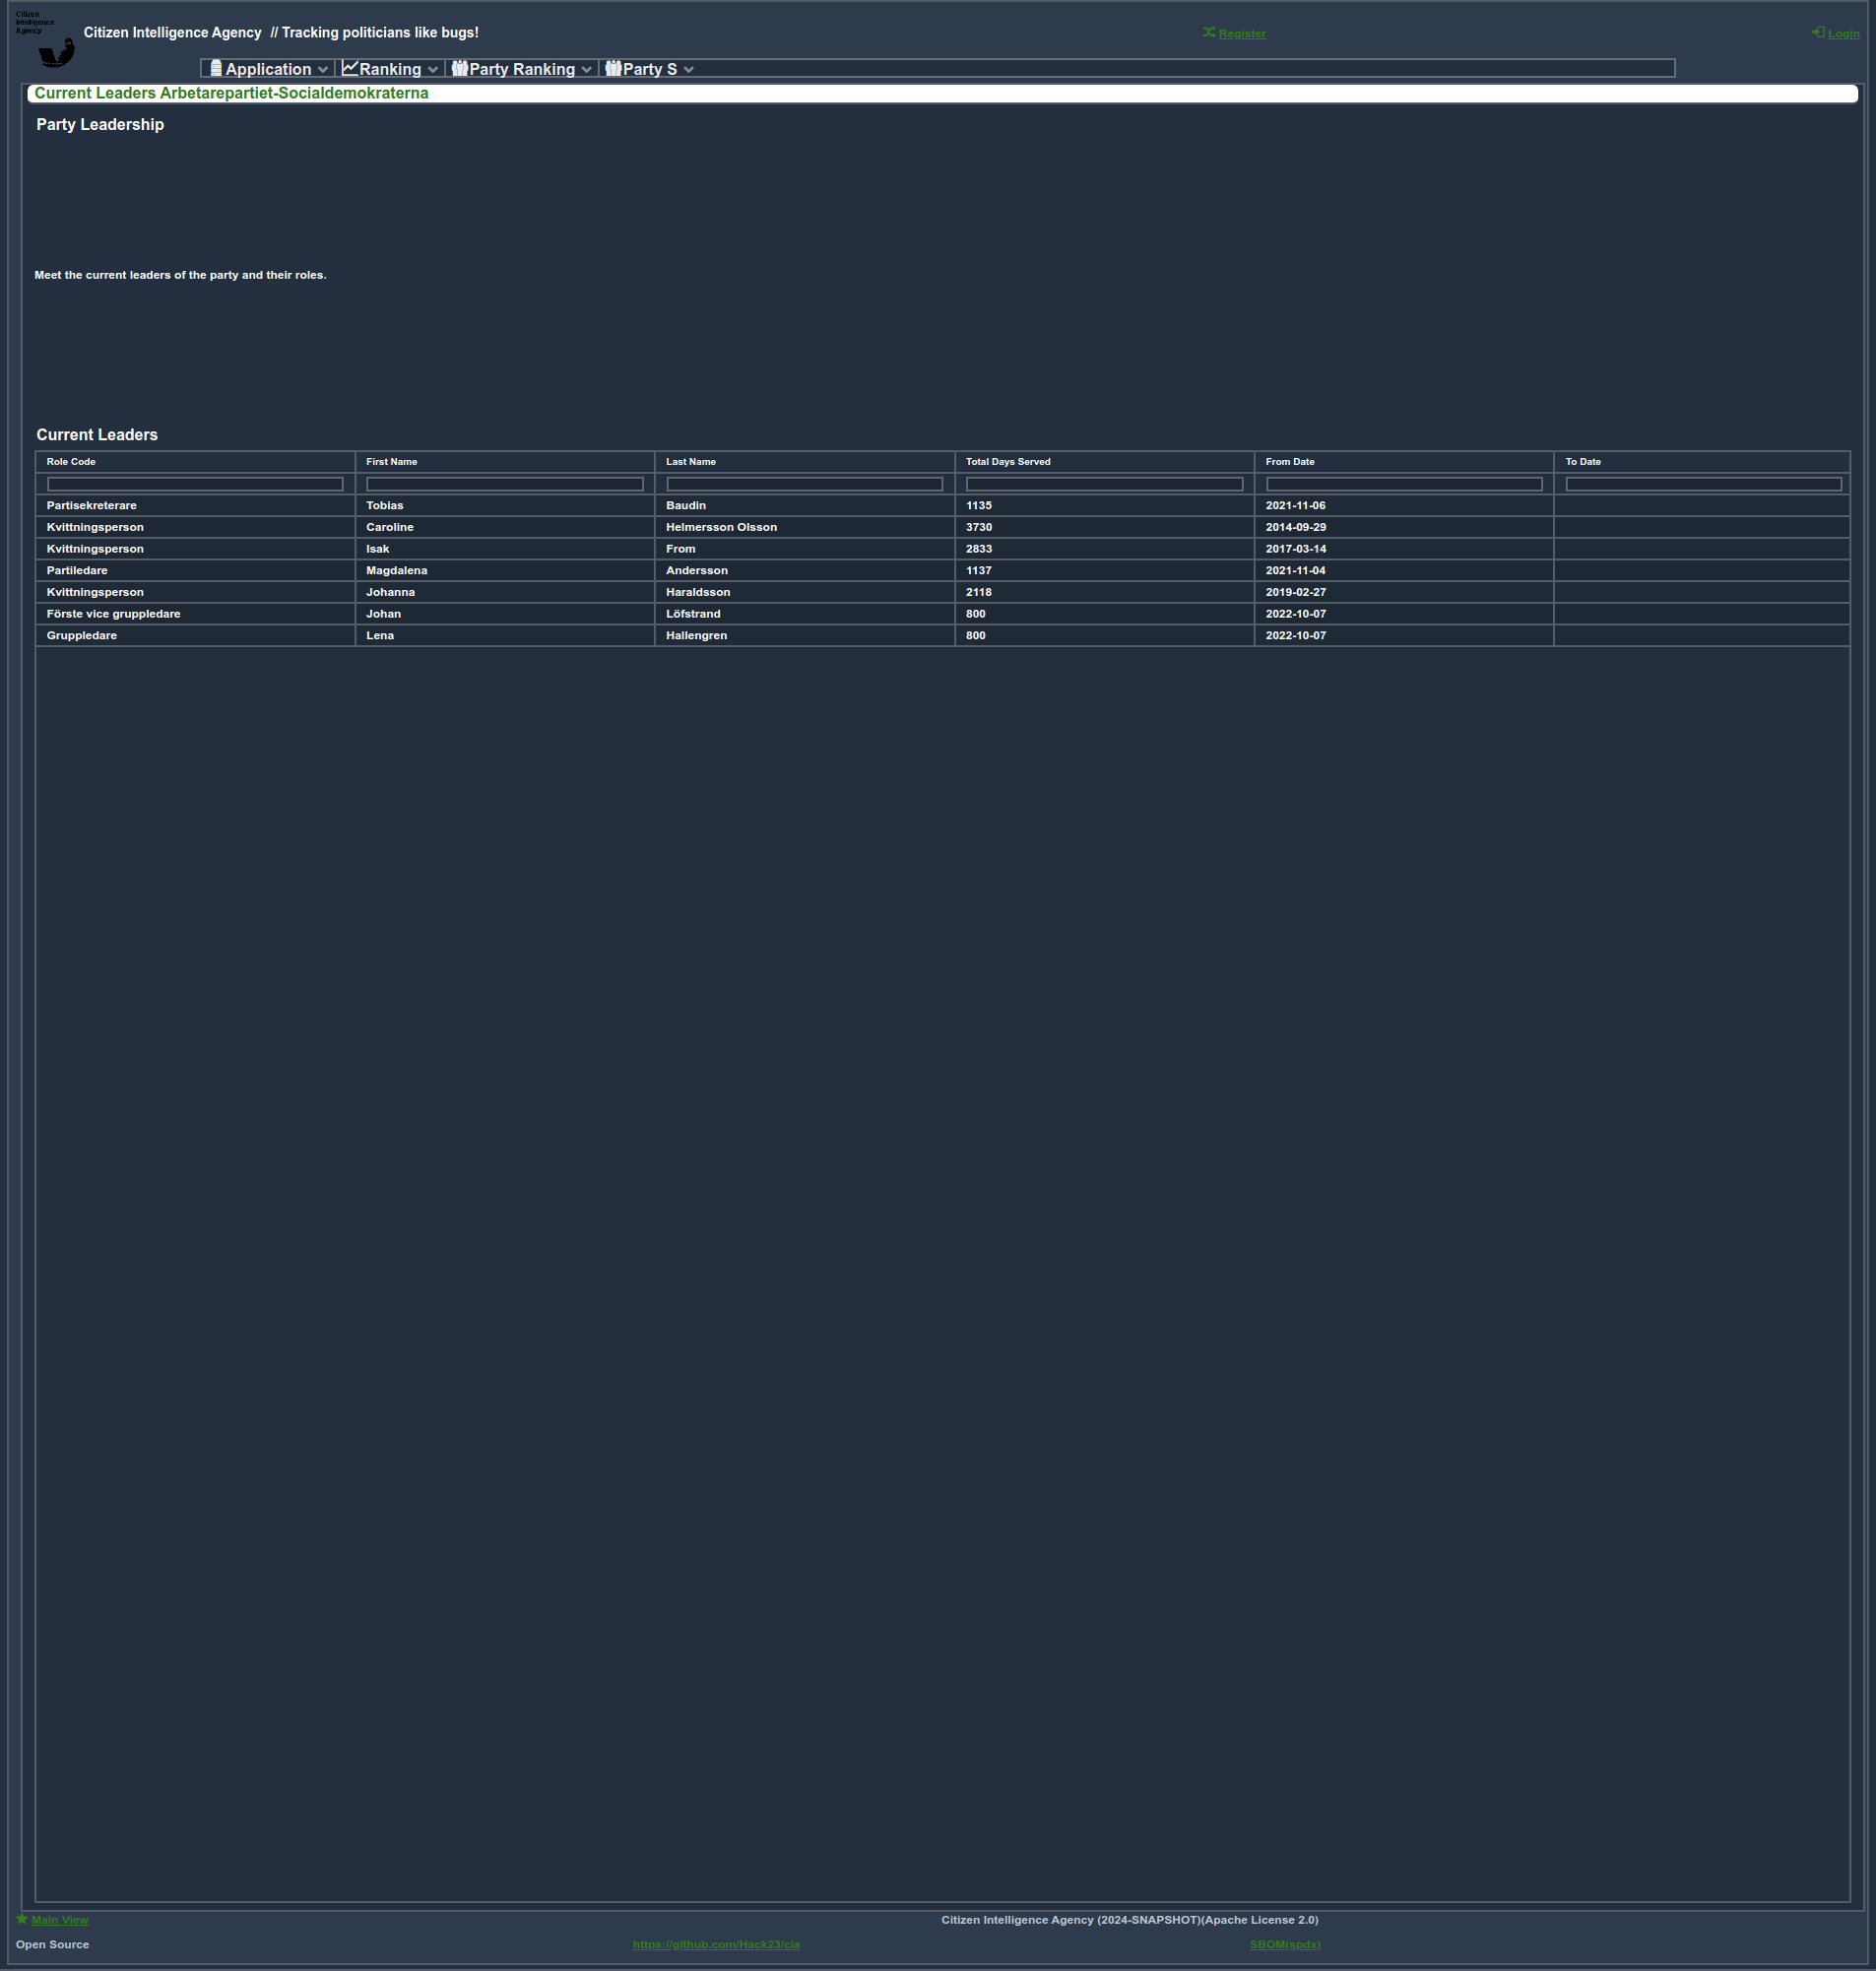 Citizen
Intelligence
Agency
Citizen Intelligence Agency // Tracking politicians like bugs!
Register
Login
Application
Ranking
Party Ranking
Party S
Current Leaders Arbetarepartiet-Socialdemokraterna
Party Leadership
Meet the current leaders of the party and their roles.
Current Leaders
Role Code First Name Last Name Total Days Served From Date To Date
Partisekreterare Tobias Baudin 1135 2021-11-06
Kvittningsperson Caroline Helmersson Olsson 3730 2014-09-29
Kvittningsperson Isak From 2833 2017-03-14
Partiledare Magdalena Andersson 1137 2021-11-04
Kvittningsperson Johanna Haraldsson 2118 2019-02-27
Förste vice gruppledare Johan Löfstrand 800 2022-10-07
Gruppledare Lena Hallengren 800 2022-10-07
Main View
Citizen Intelligence Agency (2024-SNAPSHOT)(Apache License 2.0)
Open Source
https://github.com/Hack23/cia
SBOM(spdx)